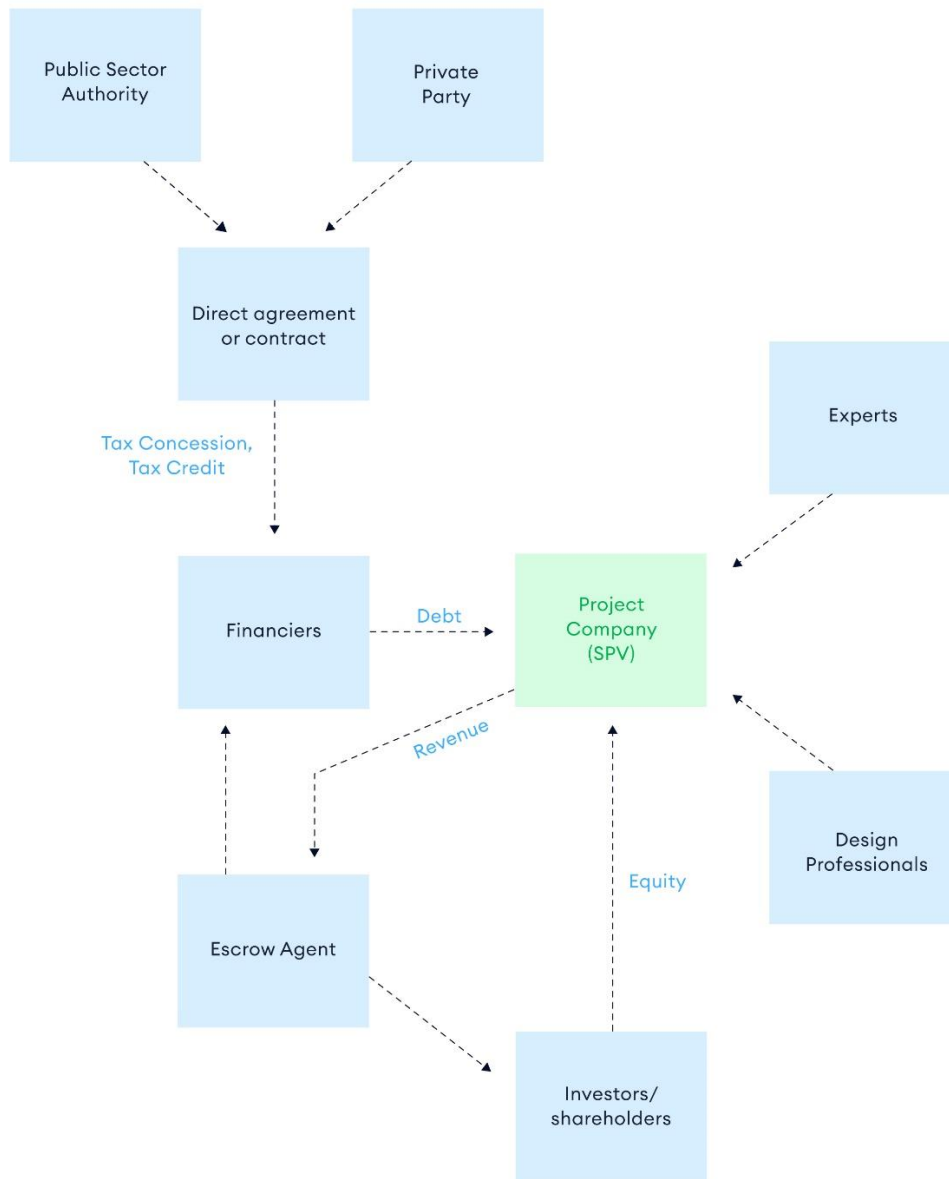 Public Sector
Authority
Private
Party
Direct agreement
or contract
Tax Concession,
Tax Credit
Experts
Financiers
Debt
Project
Company
(SPV)
Revenue
Design
Professionals
Equity
Escrow Agent
Investors/
shareholders